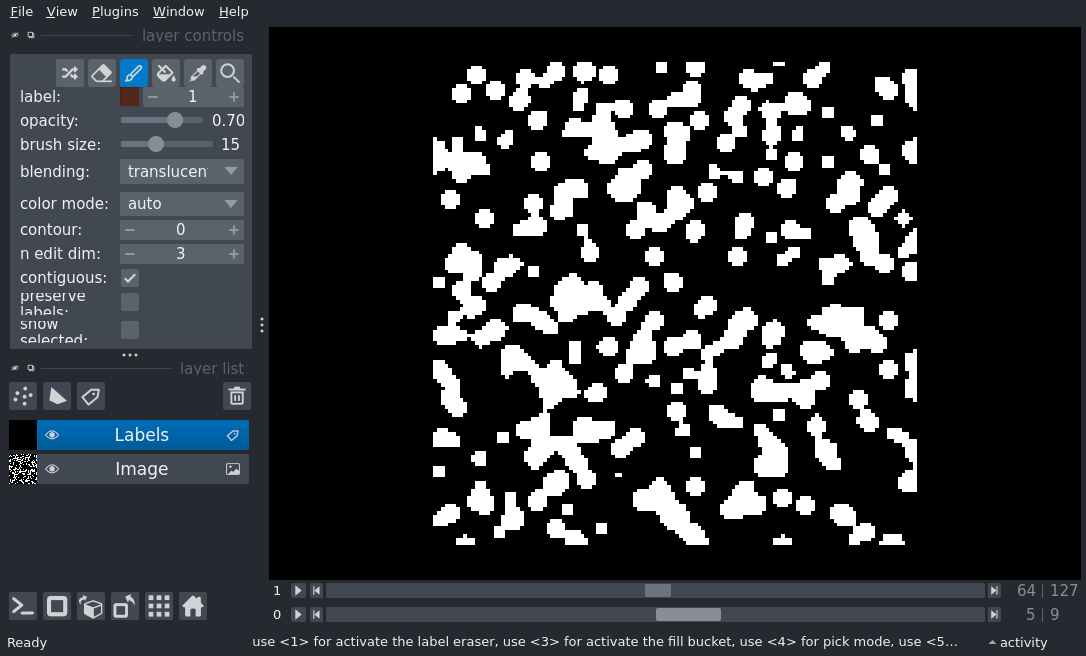 File View Plugins Window Help
layer controls
label: 1
opacity: 0.70
brush size: 15
blending: translucen
color mode: auto
contour: 0
n edit dim: 3
contiguous:
preserve
labels:
show
selected:
layer list
Labels
Image
1 64 | 127
0 5 | 9
Ready use <1> for activate the label eraser, use <3> for activate the fill bucket, use <4> for pick mode, use <5... activity